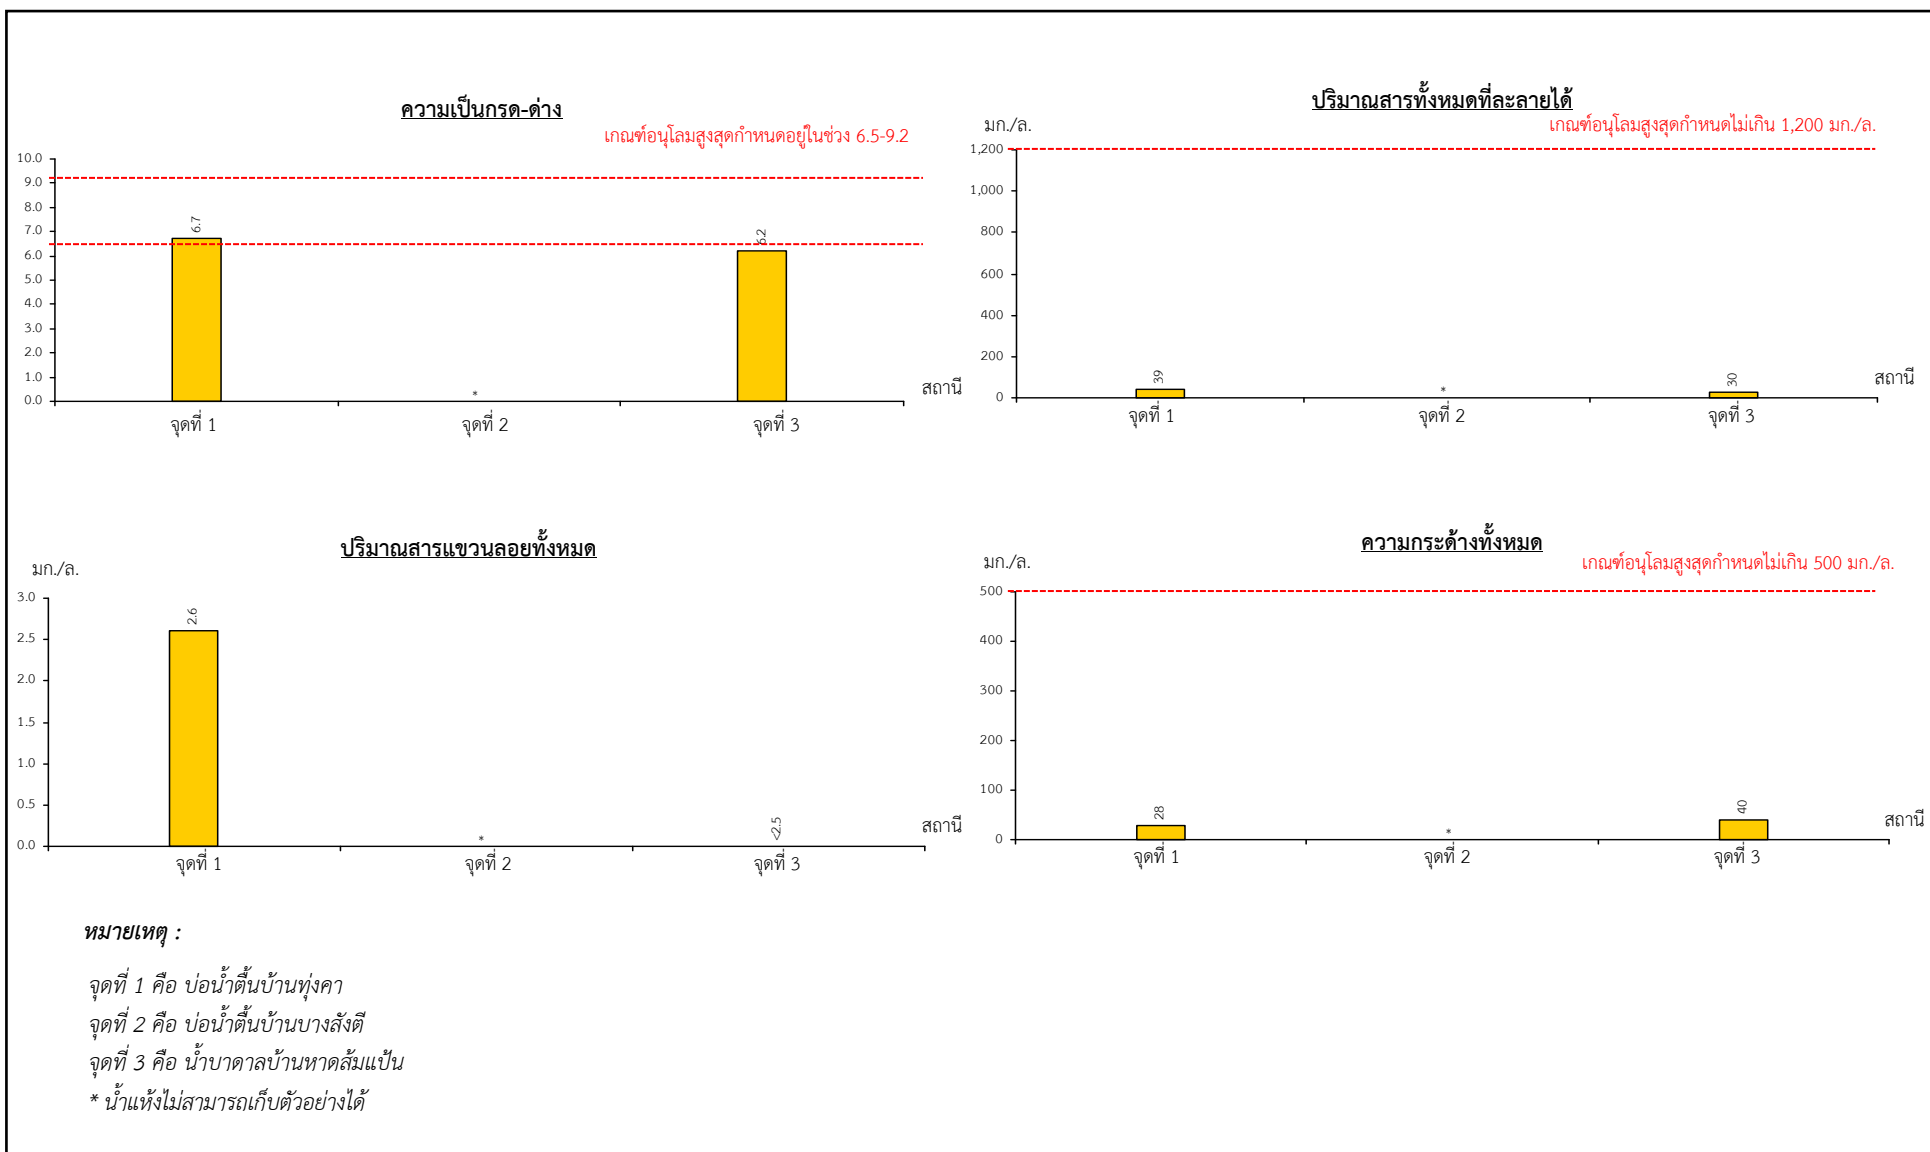 ความเป็นกรด-ด่าง
เกณฑ์อนุโลมสูงสุดกำหนดอยู่ในช่วง 6.5-9.2
10.0
9.0
8.0
7.0
6.0
5.0
4.0
3.0
2.0
1.0
0.0
6.7
*
6.2
สถานี
จุดที่ 1
จุดที่ 2
จุดที่ 3
ปริมาณสารทั้งหมดที่ละลายได้
มก./ล.
เกณฑ์อนุโลมสูงสุดกำหนดไม่เกิน 1,200 มก./ล.
1,200
1,000
800
600
400
200
0
39
*
30
สถานี
จุดที่ 1
จุดที่ 2
จุดที่ 3
ปริมาณสารแขวนลอยทั้งหมด
มก./ล.
3.0
2.5
2.0
1.5
1.0
0.5
0.0
2.6
*
<2.5
สถานี
จุดที่ 1
จุดที่ 2
จุดที่ 3
ความกระด้างทั้งหมด
มก./ล.
เกณฑ์อนุโลมสูงสุดกำหนดไม่เกิน 500 มก./ล.
500
400
300
200
100
0
28
*
40
สถานี
จุดที่ 1
จุดที่ 2
จุดที่ 3
หมายเหตุ :
จุดที่ 1 คือ บ่อน้ำตื้นบ้านทุ่งคา
จุดที่ 2 คือ บ่อน้ำตื้นบ้านบางสังตี
จุดที่ 3 คือ น้ำบาดาลบ้านหาดส้มแป้น
* น้ำแห้งไม่สามารถเก็บตัวอย่างได้